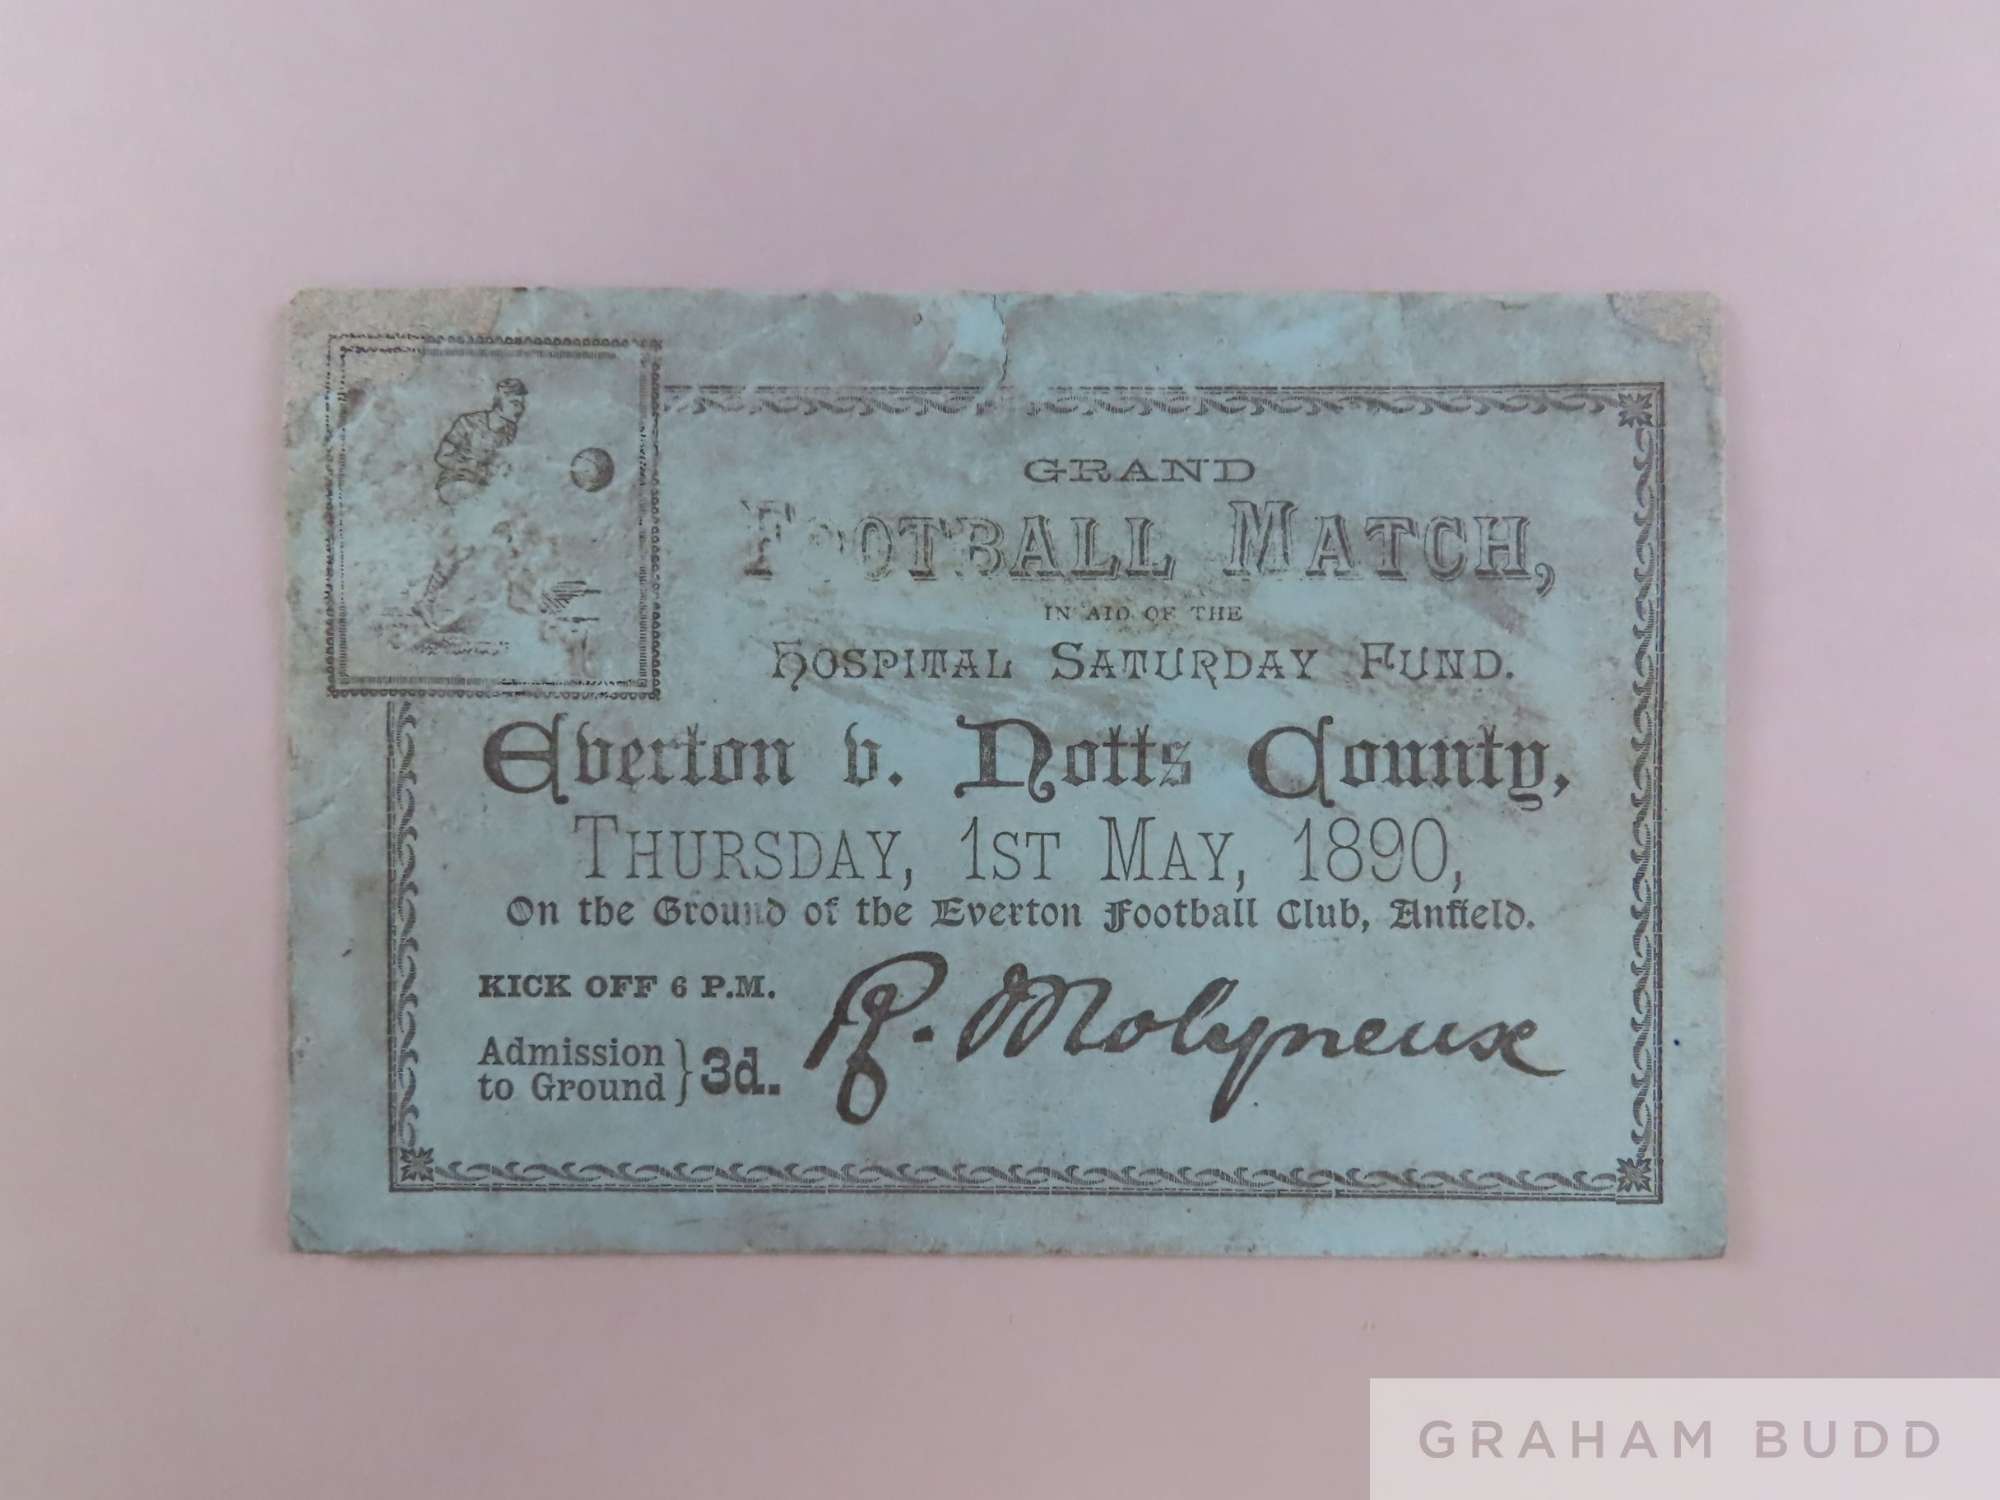 GRAND
FOOTBALL MATCH,
IN AID OF THE
HOSPITAL SATURDAY FUND.
Everton v. Notts County,
THURSDAY, 1ST MAY, 1890,
On the Ground of the Everton Football Club, Anfield.
KICK OFF 6 P.M.
Admission
to Ground } 3d.
R. Molyneux
GRAHAM BUDD